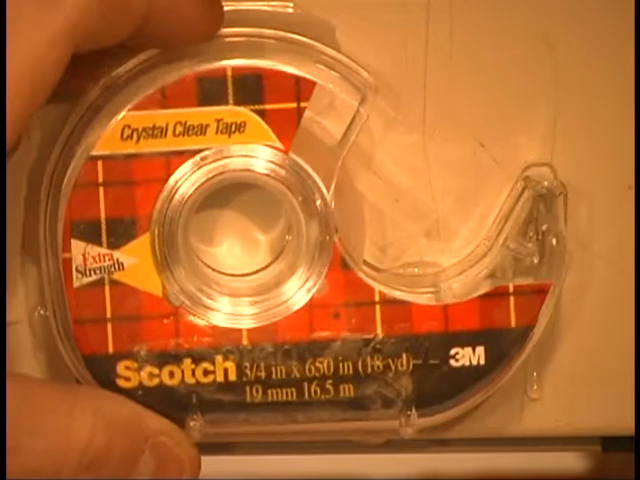 Crystal Clear Tape
Extra
Strength
Scotch 3/4 in x 650 in (18 yd) 3M
19 mm 16,5 m